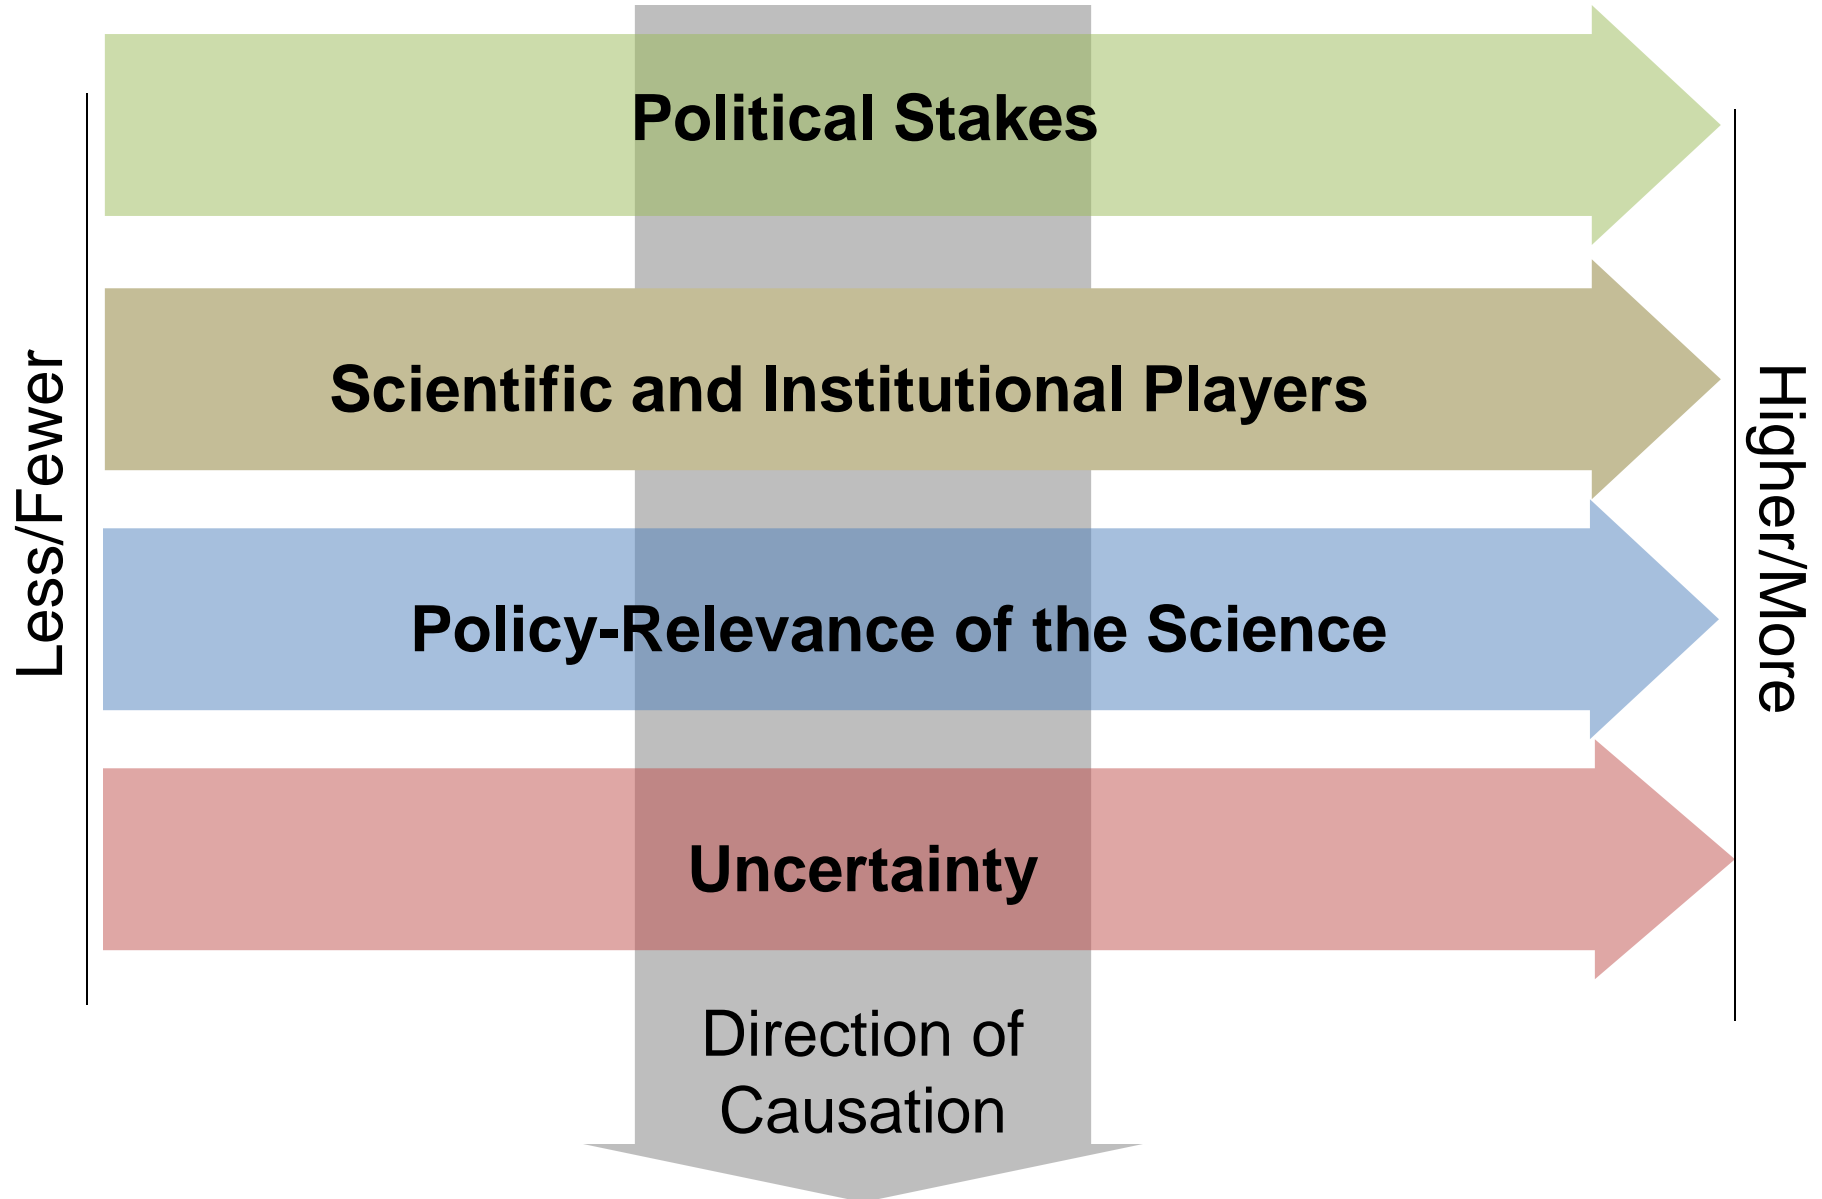 Political Stakes
Scientific and Institutional Players
Less/Fewer
Higher/More
Policy-Relevance of the Science
Uncertainty
Direction of
Causation